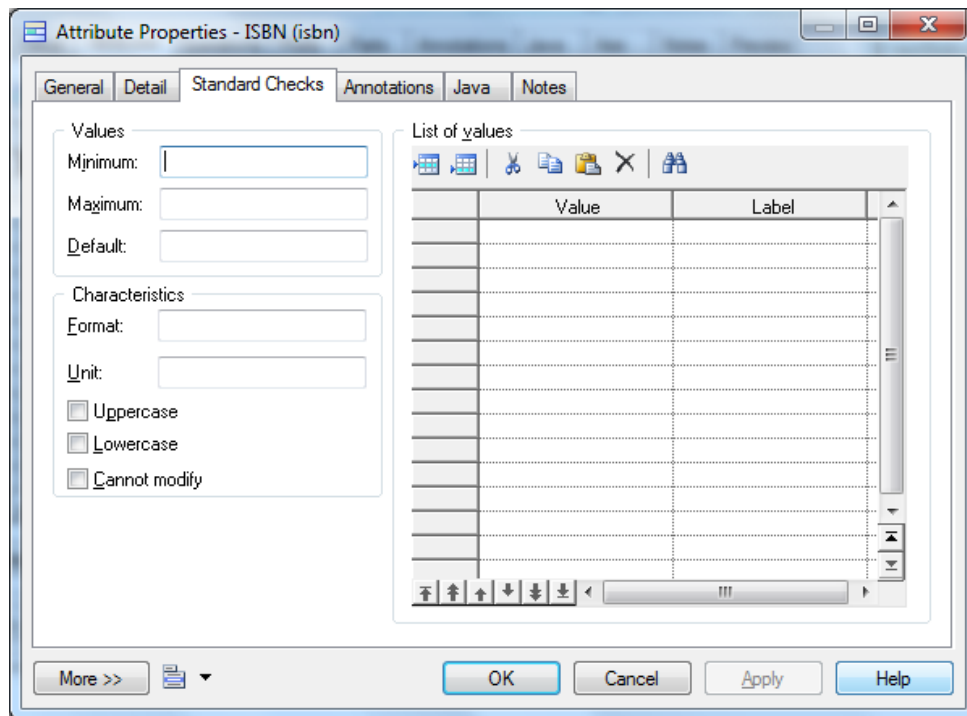 Attribute Properties - ISBN (isbn)
General Detail Standard Checks Annotations Java Notes
Values
Minimum:
Maximum:
Default:
Characteristics
Format:
Unit:
Uppercase
Lowercase
Cannot modify
List of values
Value Label
More >> OK Cancel Apply Help